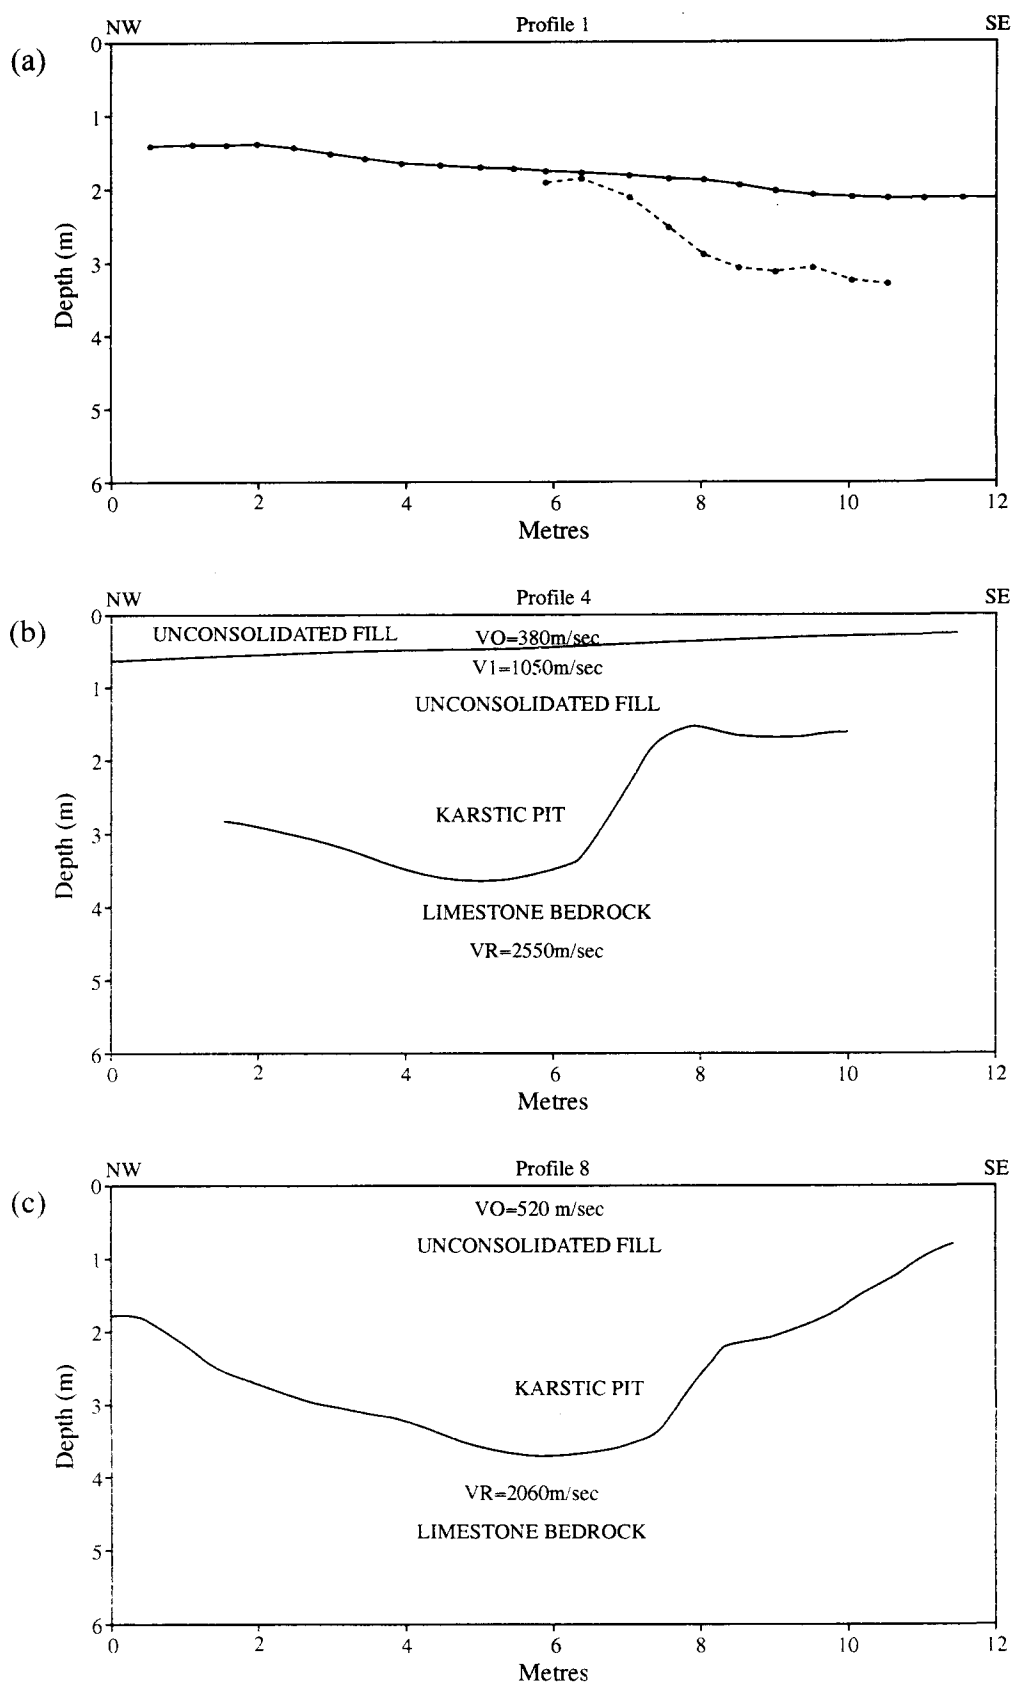 NW Profile 1 SE
(a)
0
1
2
3
4
5
6
Depth (m)
0 2 4 6 8 10 12
Metres
NW Profile 4 SE
(b)
0
1
2
3
4
5
6
Depth (m)
UNCONSOLIDATED FILL VO=380m/sec
V1=1050m/sec
UNCONSOLIDATED FILL
KARSTIC PIT
LIMESTONE BEDROCK
VR=2550m/sec
0 2 4 6 8 10 12
Metres
NW Profile 8 SE
(c)
0
1
2
3
4
5
6
Depth (m)
VO=520 m/sec
UNCONSOLIDATED FILL
KARSTIC PIT
VR=2060m/sec
LIMESTONE BEDROCK
0 2 4 6 8 10 12
Metres